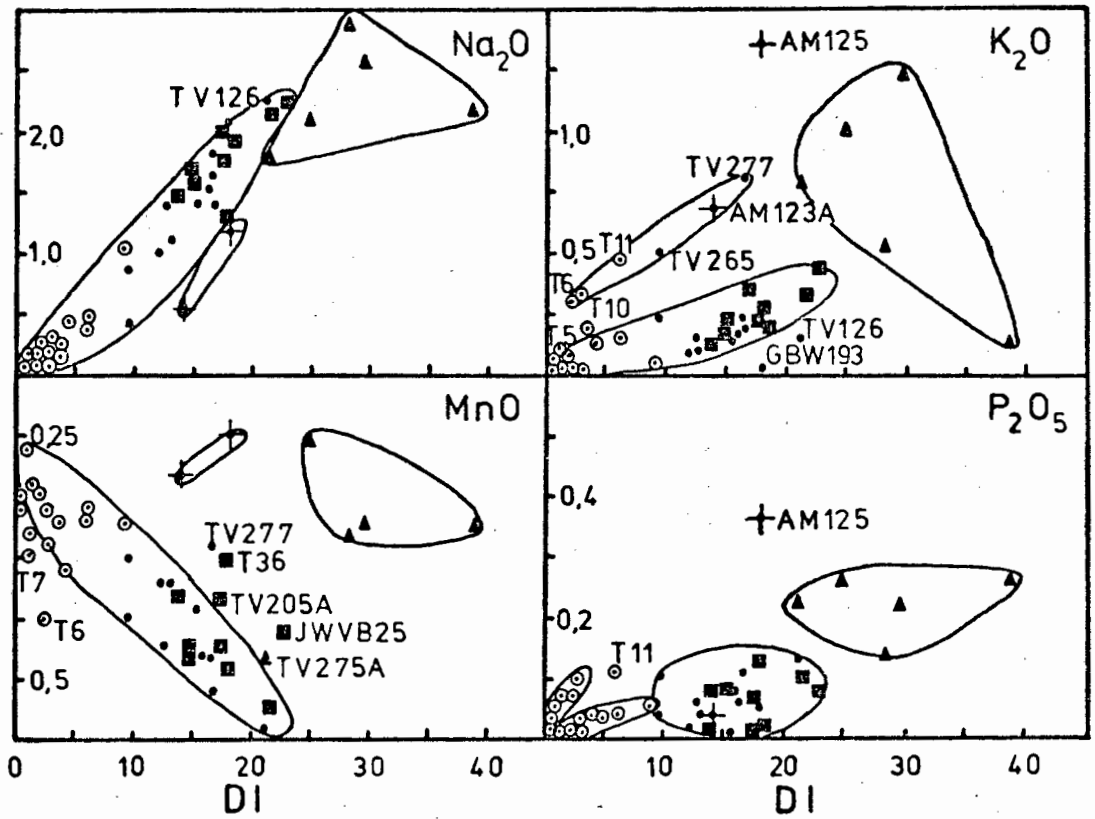 Na2O
TV126
2,0
1,0
K2O
AM125
1,0
TV277
AM123A
0,5
T11
TV265
T6
T10
T5
TV126
GBW193
MnO
0,25
TV277
T36
T7
TV205A
T6
JWVB25
TV275A
0,5
P2O5
0,4
AM125
0,2
T11
0 10 20 30 40
10 20 30 40
DI
DI